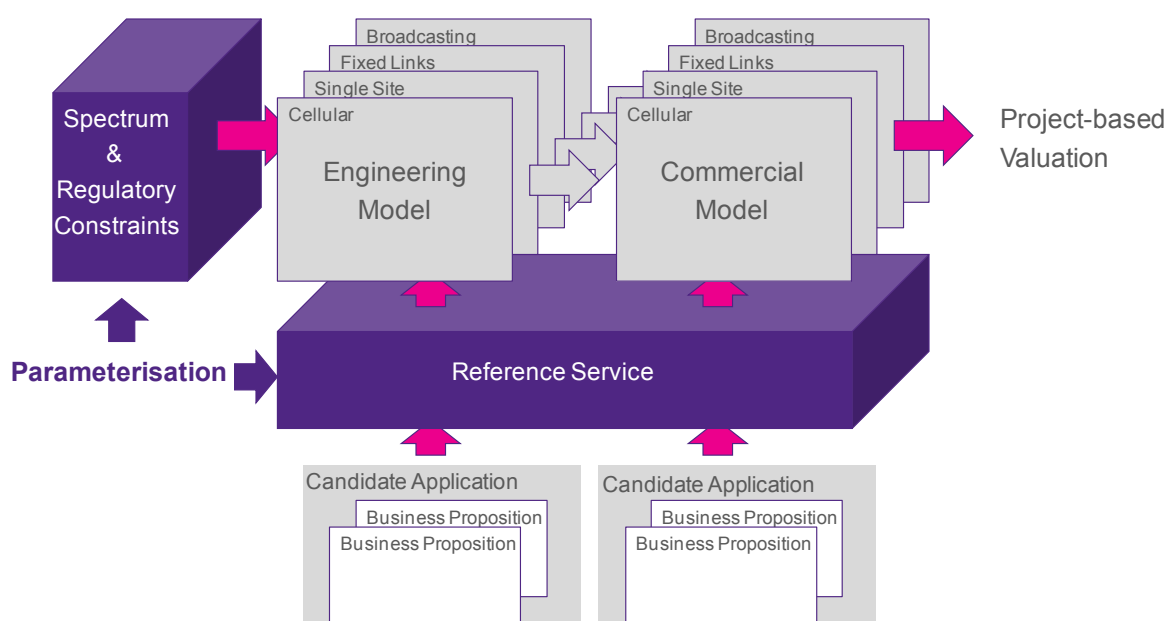 Broadcasting
Fixed Links
Single Site
Cellular
Engineering
Model
Broadcasting
Fixed Links
Single Site
Cellular
Commercial
Model
Spectrum
&
Regulatory
Constraints
Project-based
Valuation
Parameterisation
Reference Service
Candidate Application
Business Proposition
Business Proposition
Candidate Application
Business Proposition
Business Proposition